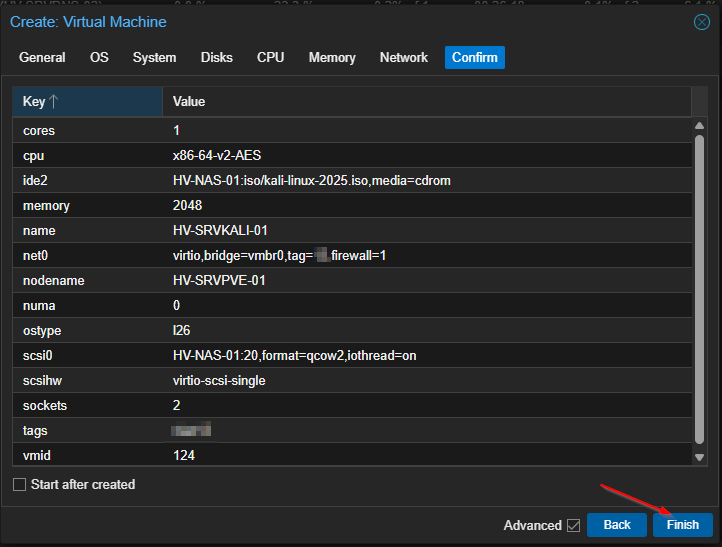 Create: Virtual Machine
General OS System Disks CPU Memory Network Confirm
Key Value
cores 1
cpu x86-64-v2-AES
ide2 HV-NAS-01:iso/kali-linux-2025.iso,media=cdrom
memory 2048
name HV-SRVKALI-01
net0 virtio,bridge=vmbr0,tag= ,firewall=1
nodename HV-SRVPVE-01
numa 0
ostype l26
scsi0 HV-NAS-01:20,format=qcow2,iothread=on
scsihw virtio-scsi-single
sockets 2
tags
vmid 124
Start after created
Advanced Back Finish